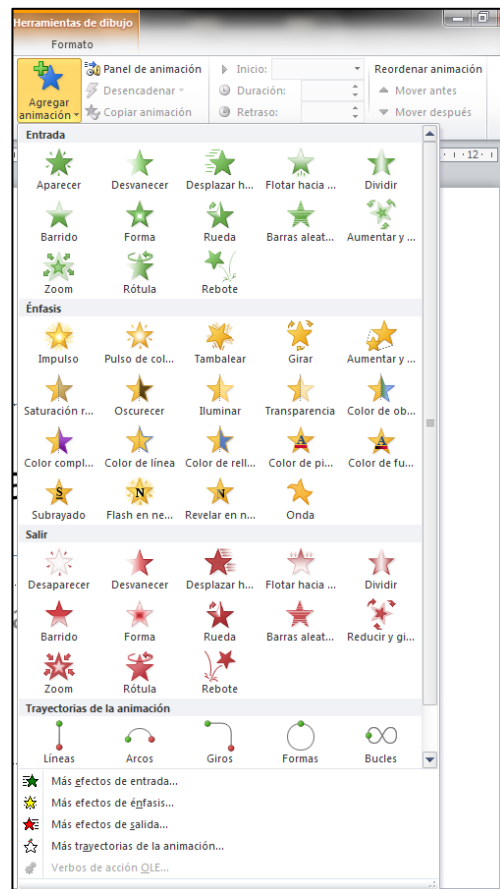 Herramientas de dibujo
Formato
Agregar animación
Panel de animación
Desencadenar
Copiar animación
Inicio:
Duración:
Retraso:
Reordenar animación
Mover antes
Mover después
12
Entrada
Aparecer Desvanecer Desplazar h... Flotar hacia ... Dividir
Barrido Forma Rueda Barras aleat... Aumentar y ...
Zoom Rótula Rebote
Énfasis
Impulso Pulso de col... Tambalear Girar Aumentar y ...
Saturación r... Oscurecer Iluminar Transparencia Color de ob...
Color compl... Color de línea Color de rell... Color de pi... Color de fu...
Subrayado Flash en ne... Revelar en n... Onda
Salir
Desaparecer Desvanecer Desplazar h... Flotar hacia ... Dividir
Barrido Forma Rueda Barras aleat... Reducir y gi...
Zoom Rótula Rebote
Trayectorias de la animación
Líneas Arcos Giros Formas Bucles
Más efectos de entrada...
Más efectos de énfasis...
Más efectos de salida...
Más trayectorias de la animación...
Verbos de acción OLE...